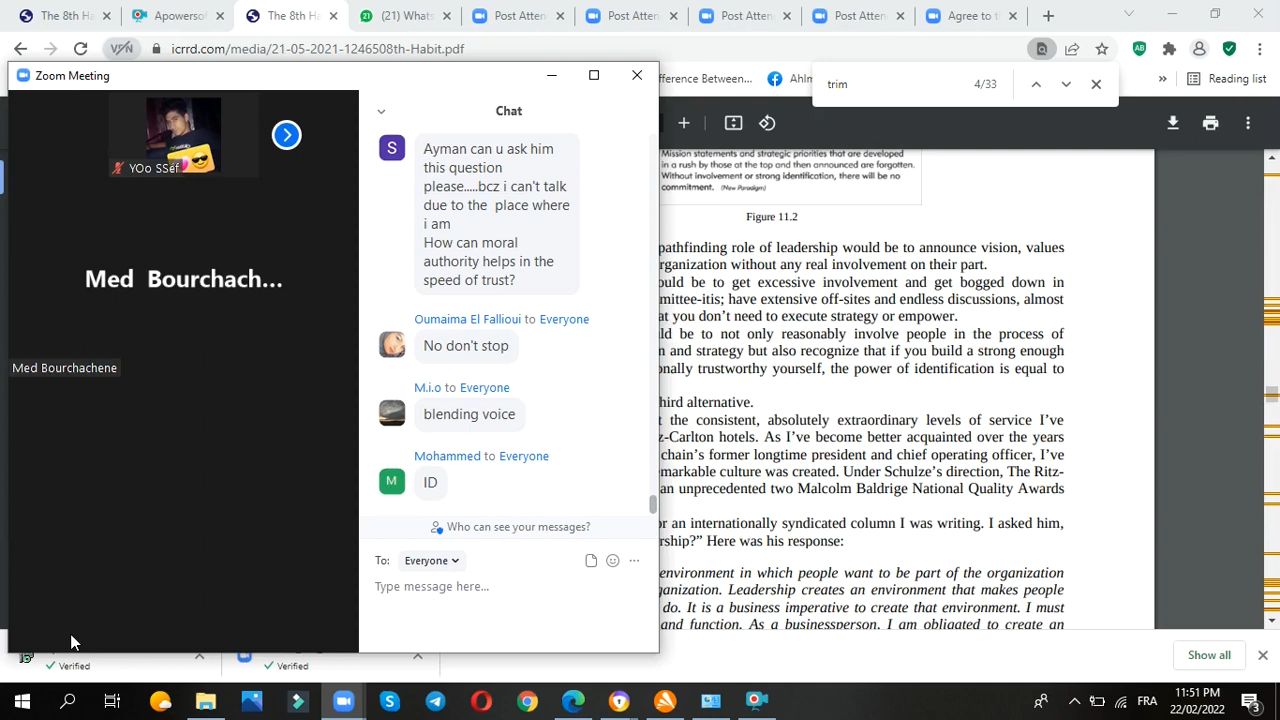 The 8th Ha
Apowersof
The 8th Ha
(21) Whats
Post Atten
Post Atten
Post Atten
Post Atten
Agree to th
VPN
icrrd.com/media/21-05-2021-1246508th-Habit.pdf
Zoom Meeting
ifference Between...
Ahlm
trim
4/33
»
Reading list
YOo SSef
Med Bourchach...
Med Bourchachene
Chat
S
Ayman can u ask him
this question
please.....bcz i can't talk
due to the place where
i am
How can moral
authority helps in the
speed of trust?
Oumaima El Fallioui to Everyone
No don't stop
M.i.o to Everyone
blending voice
Mohammed to Everyone
M
ID
Who can see your messages?
To: Everyone
Type message here...
Mission statements and strategic priorities that are developed
in a rush by those at the top and then announced are forgotten.
Without involvement or strong identification, there will be no
commitment. (New Paradigm)
Figure 11.2
pathfinding role of leadership would be to announce vision, values
rganization without any real involvement on their part.
ould be to get excessive involvement and get bogged down in
mittee-itis; have extensive off-sites and endless discussions, almost
at you don't need to execute strategy or empower.
ld be to not only reasonably involve people in the process of
n and strategy but also recognize that if you build a strong enough
onally trustworthy yourself, the power of identification is equal to
hird alternative.
t the consistent, absolutely extraordinary levels of service I've
z-Carlton hotels. As I've become better acquainted over the years
chain's former longtime president and chief operating officer, I've
markable culture was created. Under Schulze's direction, The Ritz-
an unprecedented two Malcolm Baldrige National Quality Awards
or an internationally syndicated column I was writing. I asked him,
rship?" Here was his response:
environment in which people want to be part of the organization
ganization. Leadership creates an environment that makes people
do. It is a business imperative to create that environment. I must
and function. As a businessperson, I am obligated to create an
Verified
Verified
Show all
FRA
11:51 PM
22/02/2022
3